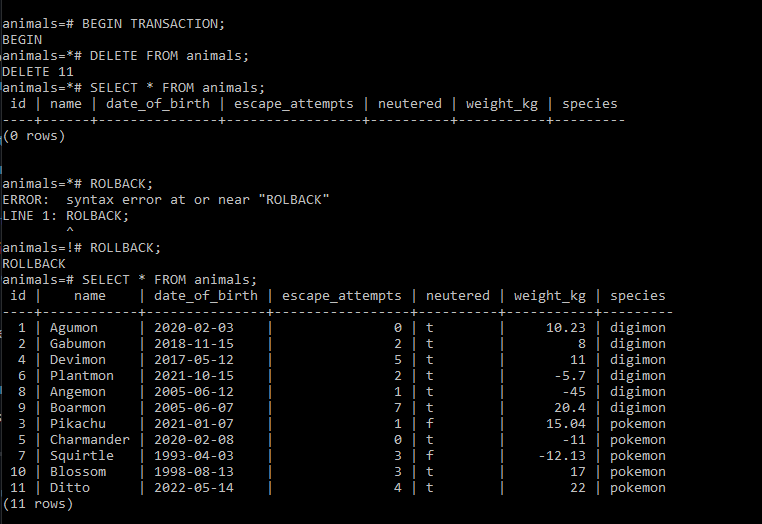 animals=# BEGIN TRANSACTION;
BEGIN
animals=*# DELETE FROM animals;
DELETE 11
animals=*# SELECT * FROM animals;
 id | name | date_of_birth | escape_attempts | neutered | weight_kg | species
----+------+---------------+-----------------+----------+-----------+---------
(0 rows)
animals=*# ROLBACK;
ERROR:  syntax error at or near "ROLBACK"
LINE 1: ROLBACK;
        ^
animals=!# ROLLBACK;
ROLLBACK
animals=# SELECT * FROM animals;
 id |    name    | date_of_birth | escape_attempts | neutered | weight_kg | species
----+------------+---------------+-----------------+----------+-----------+---------
  1 | Agumon     | 2020-02-03    |               0 | t        |     10.23 | digimon
  2 | Gabumon    | 2018-11-15    |               2 | t        |         8 | digimon
  4 | Devimon    | 2017-05-12    |               5 | t        |        11 | digimon
  6 | Plantmon   | 2021-10-15    |               2 | t        |      -5.7 | digimon
  8 | Angemon    | 2005-06-12    |               1 | t        |       -45 | digimon
  9 | Boarmon    | 2005-06-07    |               7 | t        |      20.4 | digimon
  3 | Pikachu    | 2021-01-07    |               1 | f        |     15.04 | pokemon
  5 | Charmander | 2020-02-08    |               0 | t        |       -11 | pokemon
  7 | Squirtle   | 1993-04-03    |               3 | f        |    -12.13 | pokemon
 10 | Blossom    | 1998-08-13    |               3 | t        |        17 | pokemon
 11 | Ditto      | 2022-05-14    |               4 | t        |        22 | pokemon
(11 rows)